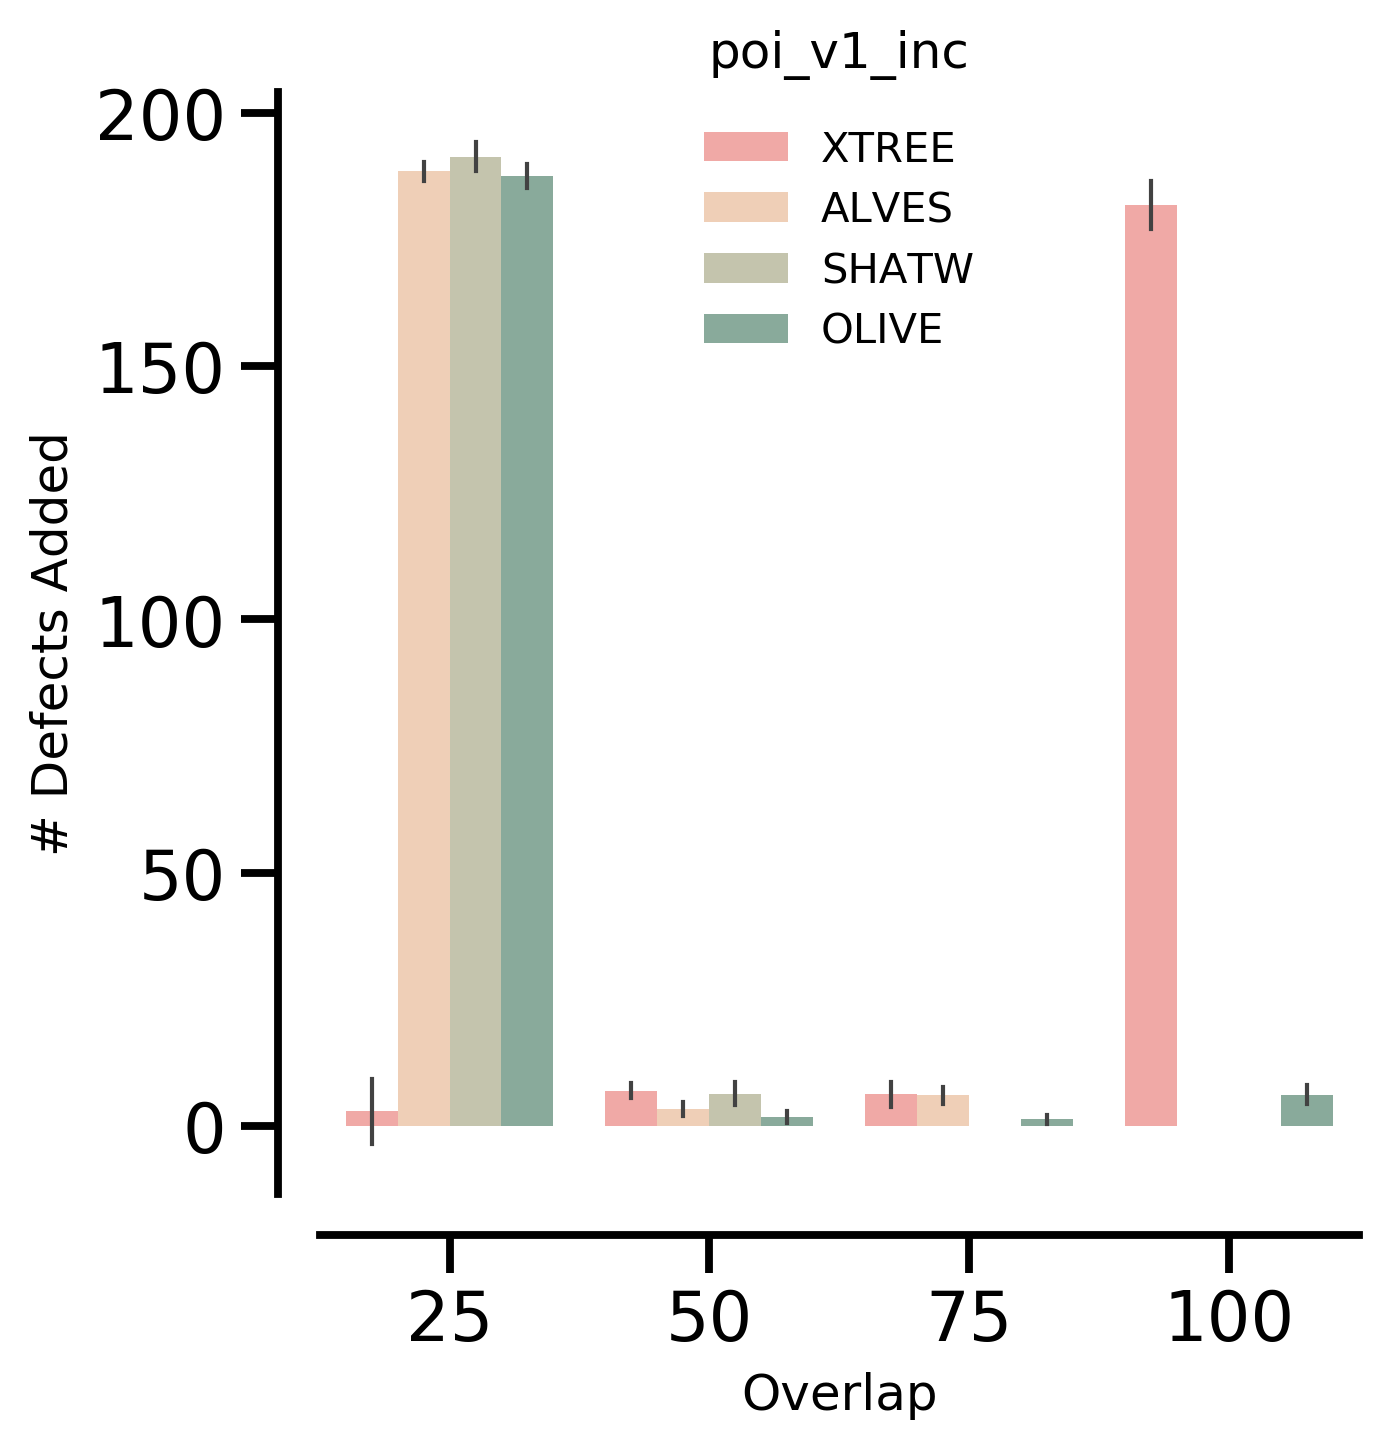 poi_v1_inc
XTREE
ALVES
SHATW
OLIVE
200
150
100
50
0
# Defects Added
25 50 75 100
Overlap